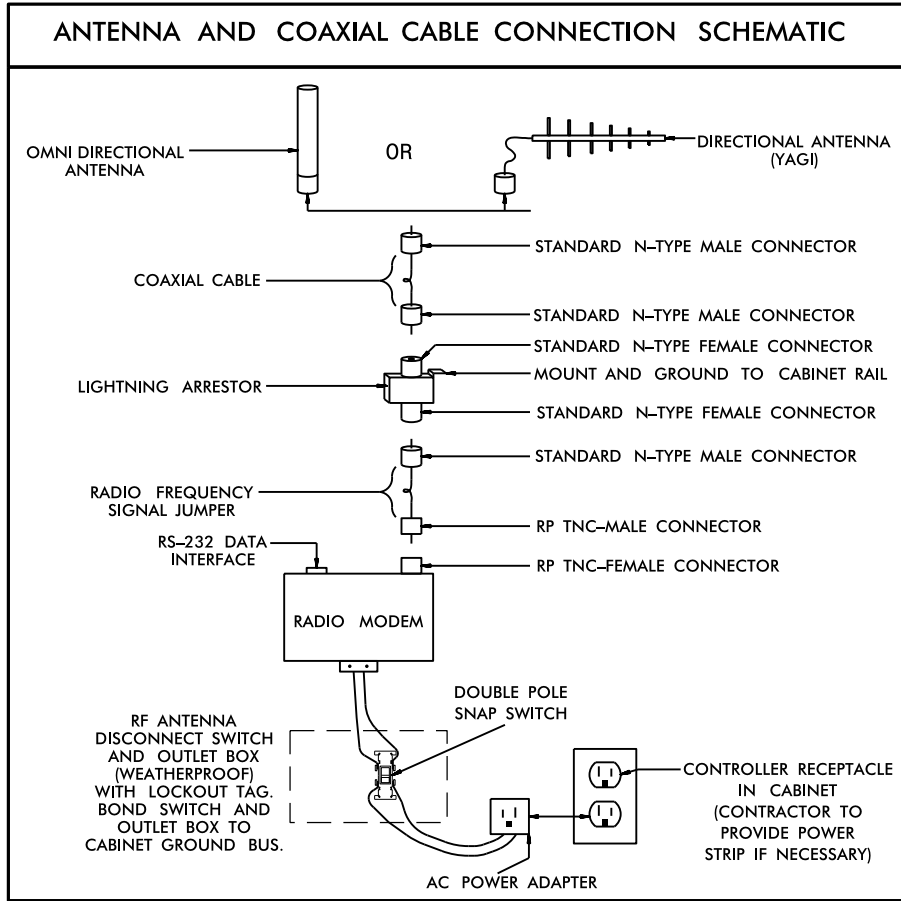 ANTENNA AND COAXIAL CABLE CONNECTION SCHEMATIC
OMNI DIRECTIONAL
ANTENNA
OR
DIRECTIONAL ANTENNA
(YAGI)
STANDARD N–TYPE MALE CONNECTOR
COAXIAL CABLE
STANDARD N–TYPE MALE CONNECTOR
STANDARD N–TYPE FEMALE CONNECTOR
MOUNT AND GROUND TO CABINET RAIL
LIGHTNING ARRESTOR
STANDARD N–TYPE FEMALE CONNECTOR
STANDARD N–TYPE MALE CONNECTOR
RADIO FREQUENCY
SIGNAL JUMPER
RP TNC–MALE CONNECTOR
RS–232 DATA
INTERFACE
RP TNC–FEMALE CONNECTOR
RADIO MODEM
DOUBLE POLE
SNAP SWITCH
RF ANTENNA
DISCONNECT SWITCH
AND OUTLET BOX
(WEATHERPROOF)
WITH LOCKOUT TAG.
BOND SWITCH AND
OUTLET BOX TO
CABINET GROUND BUS.
CONTROLLER RECEPTACLE
IN CABINET
(CONTRACTOR TO
PROVIDE POWER
STRIP IF NECESSARY)
AC POWER ADAPTER